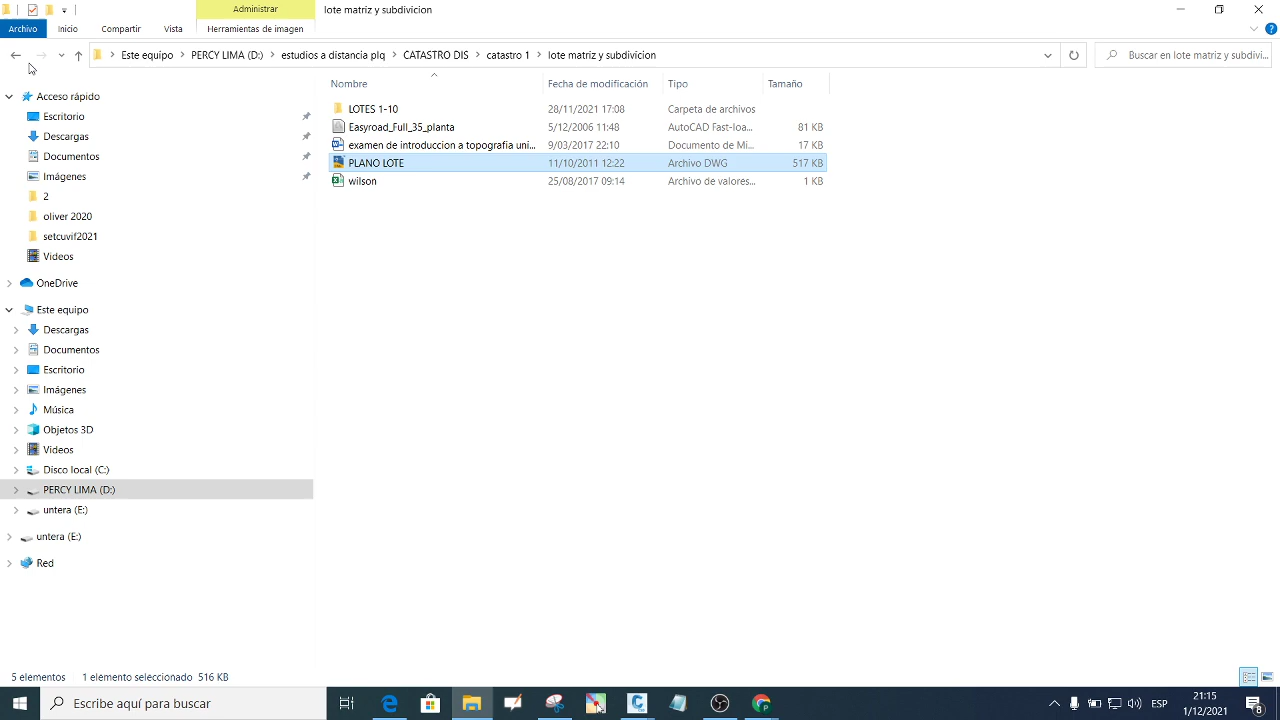 Administrar
lote matriz y subdivicion
Archivo
Inicio
Compartir
Vista
Herramientas de imagen
Este equipo
PERCY LIMA (D:)
estudios a distancia plq
CATASTRO DIS
catastro 1
lote matriz y subdivicion
Buscar en lote matriz y subdivi...
Nombre
Fecha de modificación
Tipo
Tamaño
LOTES 1-10
28/11/2021 17:08
Carpeta de archivos
Easyroad_Full_35_planta
5/12/2006 11:48
AutoCAD Fast-loa...
81 KB
examen de introduccion a topografía uni...
9/03/2017 22:10
Documento de Mi...
17 KB
PLANO LOTE
11/10/2011 12:22
Archivo DWG
517 KB
wilson
25/08/2017 09:14
Archivo de valores...
1 KB
Acceso rápido
Escritorio
Descargas
Documentos
Imágenes
2
oliver 2020
setcuvif2021
Videos
OneDrive
Este equipo
Descargas
Documentos
Escritorio
Imágenes
Música
Objetos 3D
Videos
Disco local (C:)
PERCY LIMA (D:)
untera (E:)
untera (E:)
Red
5 elementos
1 elemento seleccionado 516 KB
Escribe aquí para buscar
ESP
21:15
1/12/2021
8